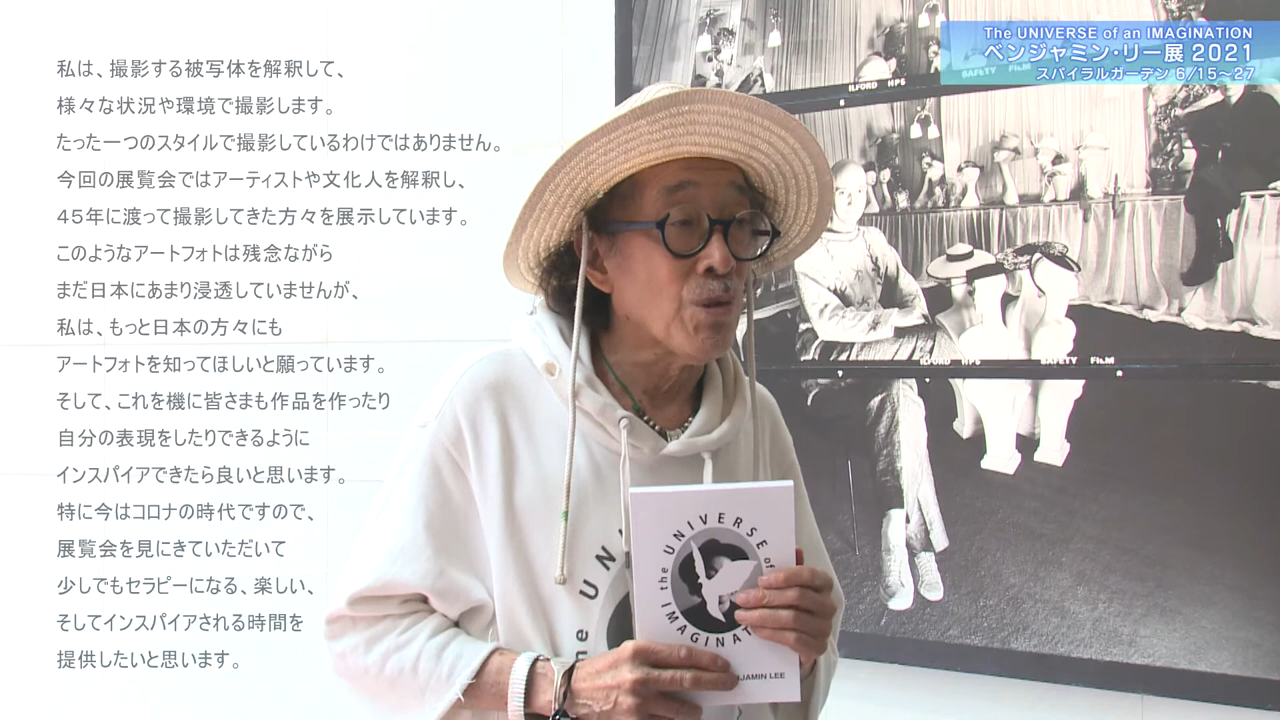 The UNIVERSE of an IMAGINATION
ベンジャミン・リー展 2021
スパイラルガーデン 6/15〜27
私は、撮影する被写体を解釈して、
様々な状況や環境で撮影します。
たった一つのスタイルで撮影しているわけではありません。
今回の展覧会ではアーティストや文化人を解釈し、
45年に渡って撮影してきた方々を展示しています。
このようなアートフォトは残念ながら
まだ日本にあまり浸透していませんが、
私は、もっと日本の方々にも
アートフォトを知ってほしいと願っています。
そして、これを機に皆さまも作品を作ったり
自分の表現をしたりできるように
インスパイアできたら良いと思います。
特に今はコロナの時代ですので、
展覧会を見にきていただいて
少しでもセラピーになる、楽しい、
そしてインスパイアされる時間を
提供したいと思います。
ILFORD HP5
SAFETY FILM
6
ILFORD HP5
SAFETY FILM
7
8
the UNIVERSE of
IMAGINAT
NJAMIN LEE
he UNI